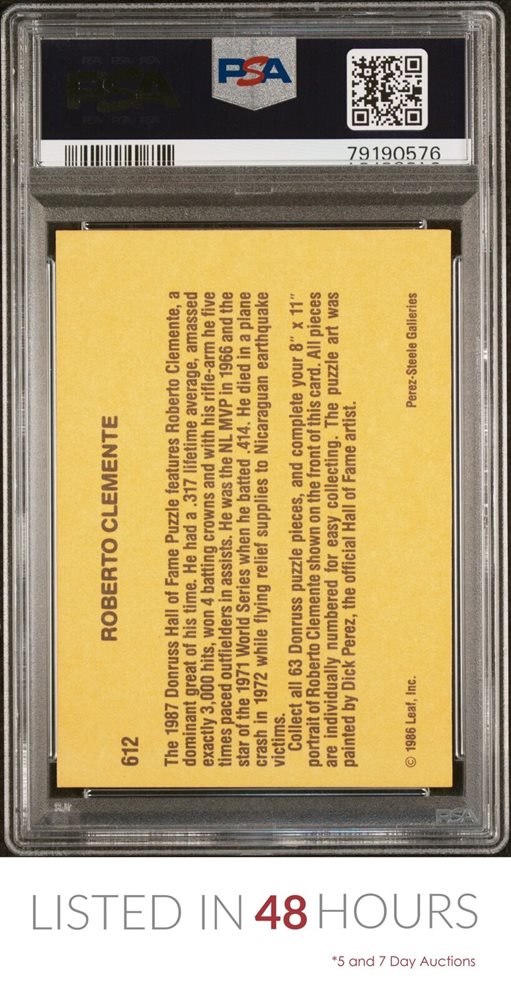 PSA
PSA
79190576
612
ROBERTO CLEMENTE
The 1987 Donruss Hall of Fame Puzzle features Roberto Clemente, a
dominant great of his time. He had a .317 lifetime average, amassed
exactly 3,000 hits, won 4 batting crowns and with his rifle-arm he five
times paced outfielders in assists. He was the NL MVP in 1966 and the
star of the 1971 World Series when he batted .414. He died in a plane
crash in 1972 while flying relief supplies to Nicaraguan earthquake
victims.
Collect all 63 Donruss puzzle pieces, and complete your 8" x 11"
portrait of Roberto Clemente shown on the front of this card. All pieces
are individually numbered for easy collecting. The puzzle art was
painted by Dick Perez, the official Hall of Fame artist.
© 1986 Leaf, Inc.
Perez-Steele Galleries
PSA
LISTED IN 48 HOURS
*5 and 7 Day Auctions